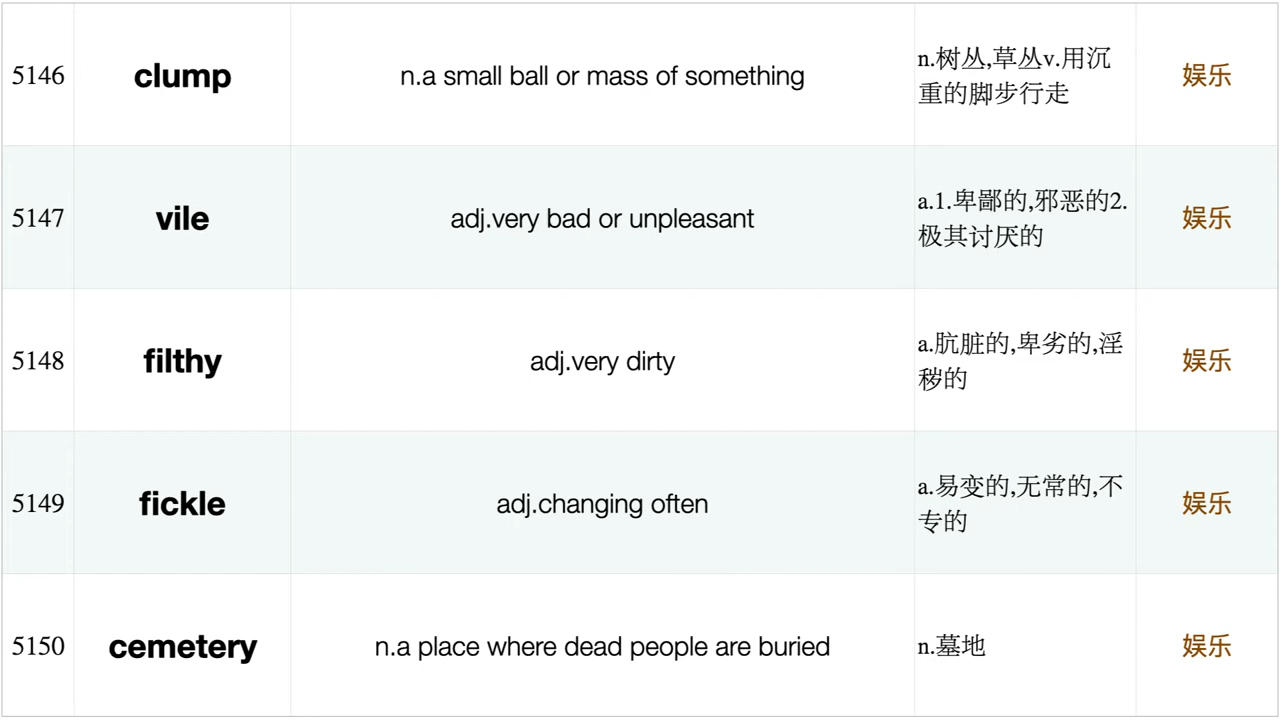 5146 clump n.a small ball or mass of something n.树丛,草丛v.用沉
重的脚步行走 娱乐
5147 vile adj.very bad or unpleasant a.1.卑鄙的,邪恶的2.
极其讨厌的 娱乐
5148 filthy adj.very dirty a.肮脏的,卑劣的,淫
秽的 娱乐
5149 fickle adj.changing often a.易变的,无常的,不
专的 娱乐
5150 cemetery n.a place where dead people are buried n.墓地 娱乐